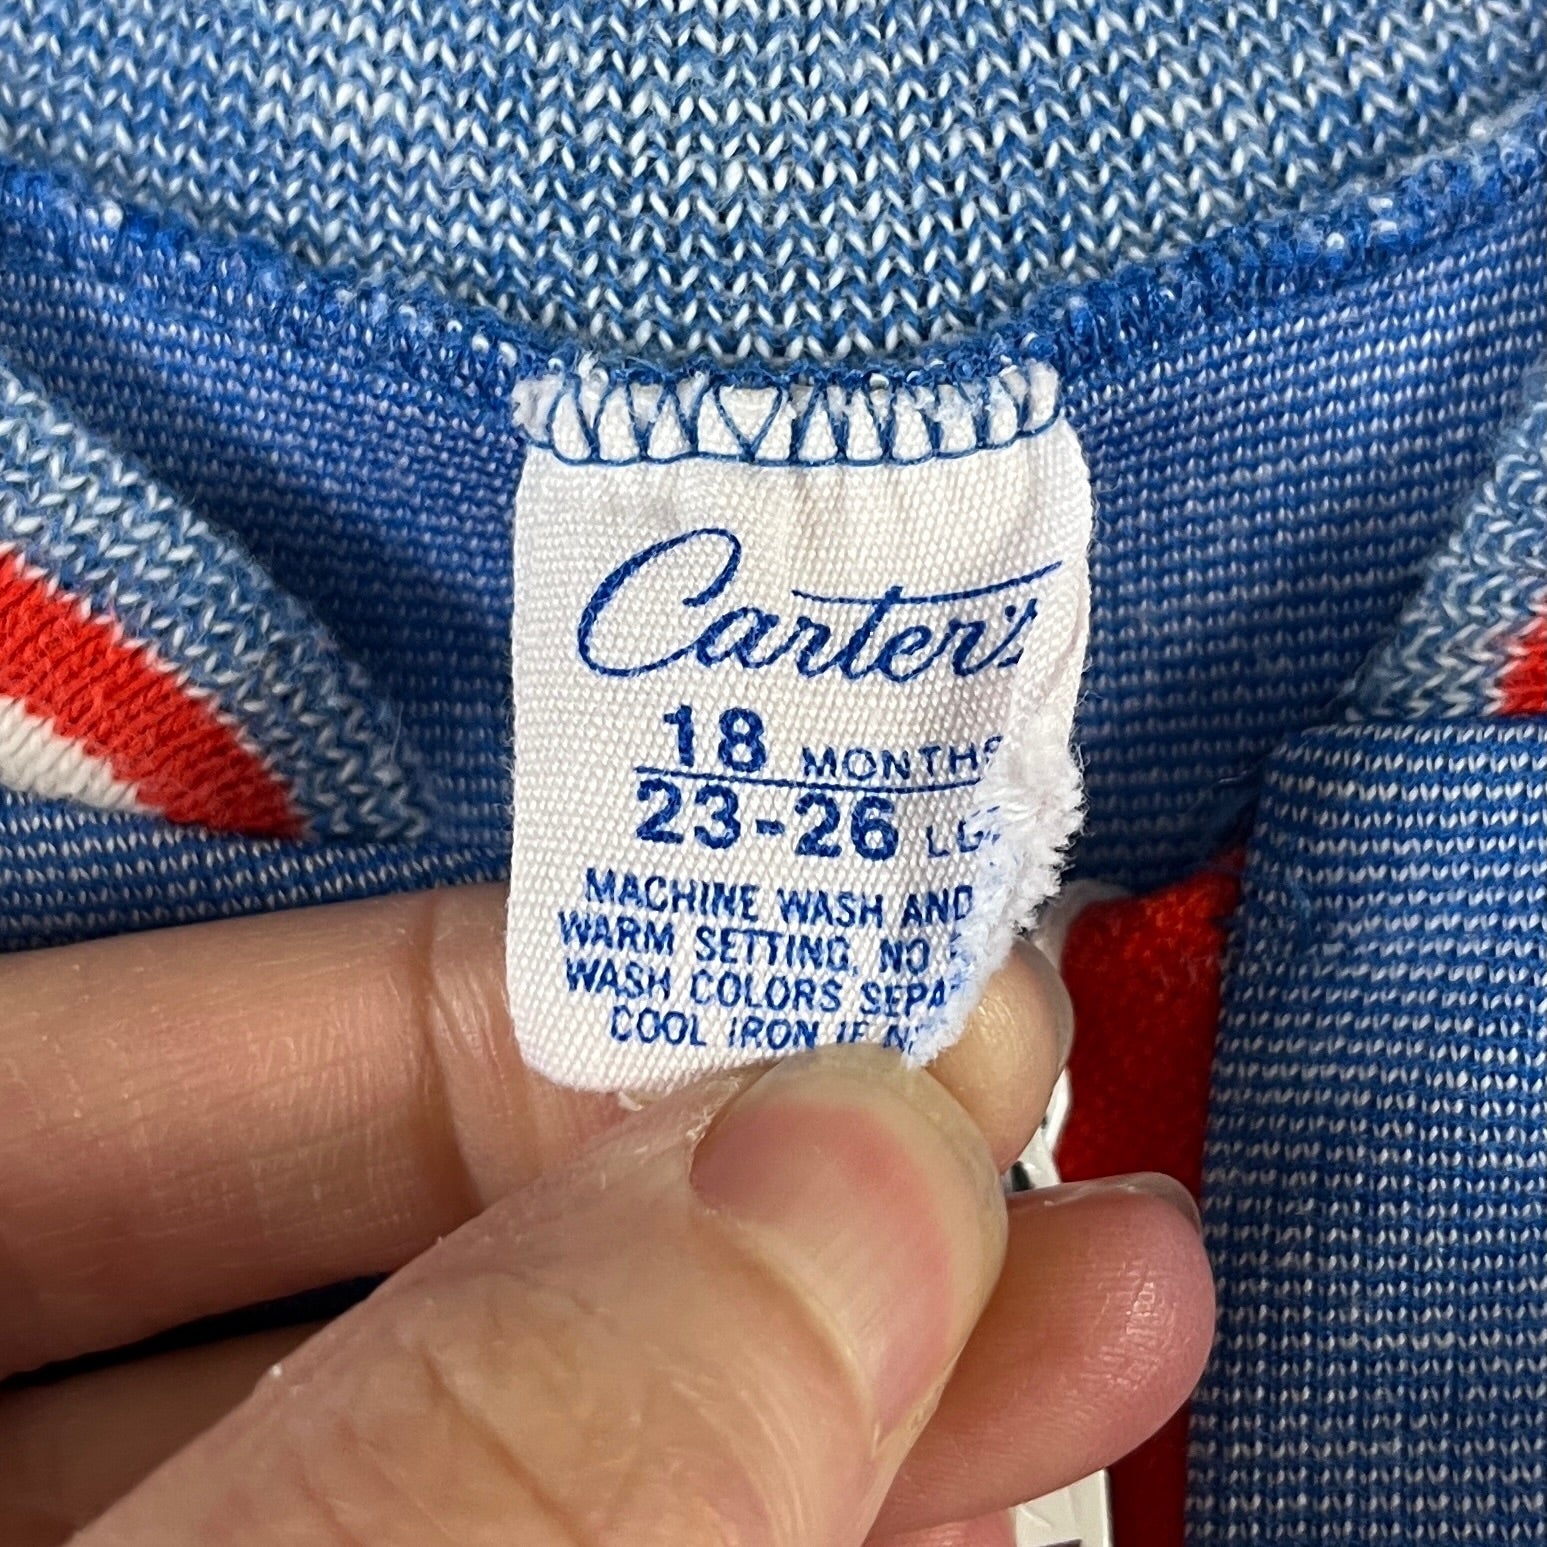 Carter's
18 MONTHS
23-26
MACHINE WASH AND
WARM SETTING, NO
WASH COLORS
COOL IRON IF